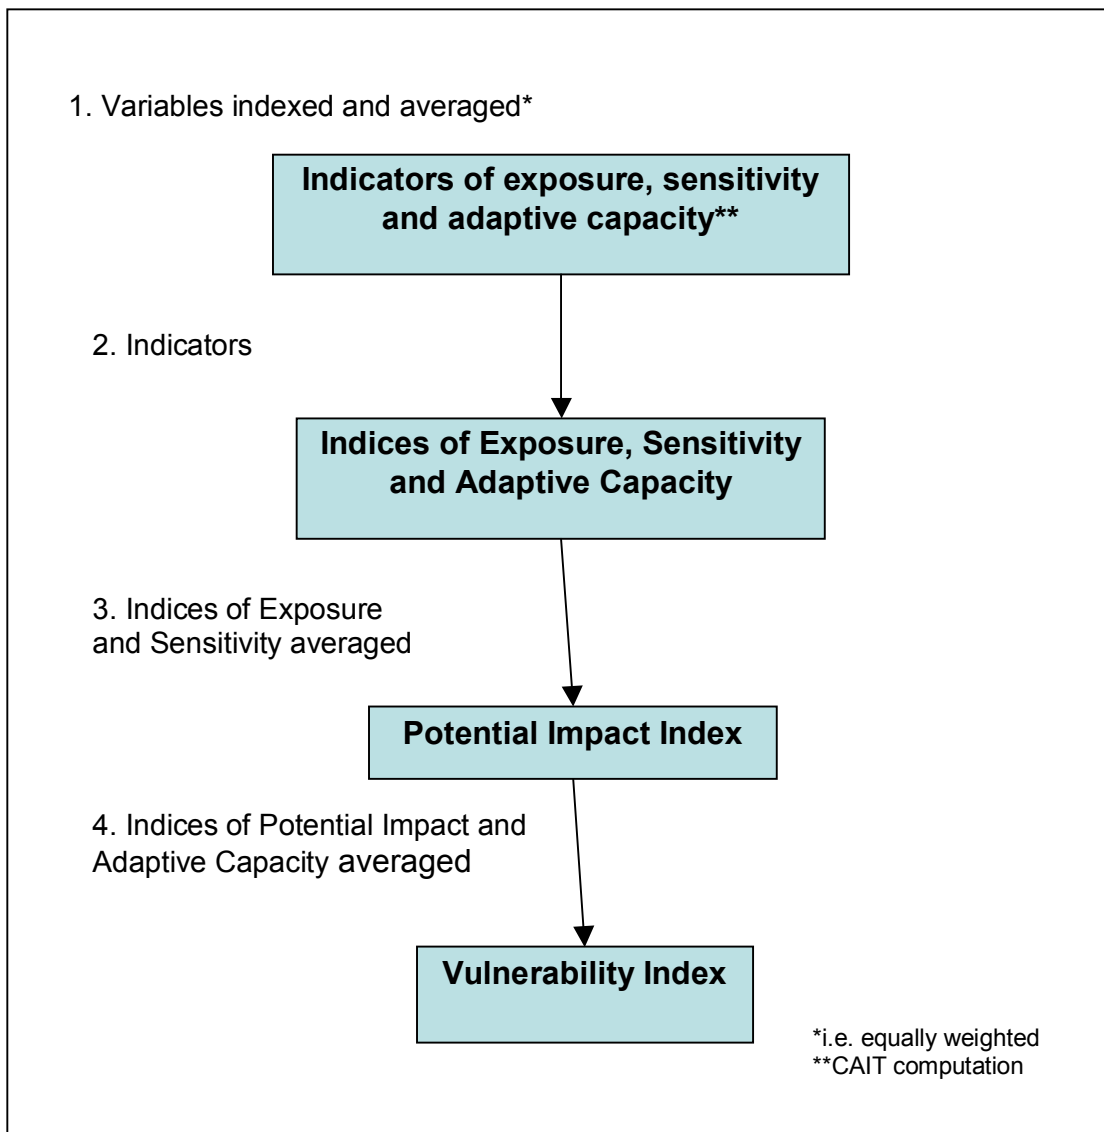 1. Variables indexed and averaged*
Indicators of exposure, sensitivity
and adaptive capacity**
2. Indicators
Indices of Exposure, Sensitivity
and Adaptive Capacity
3. Indices of Exposure
and Sensitivity averaged
Potential Impact Index
4. Indices of Potential Impact and
Adaptive Capacity averaged
Vulnerability Index
*i.e. equally weighted
**CAIT computation